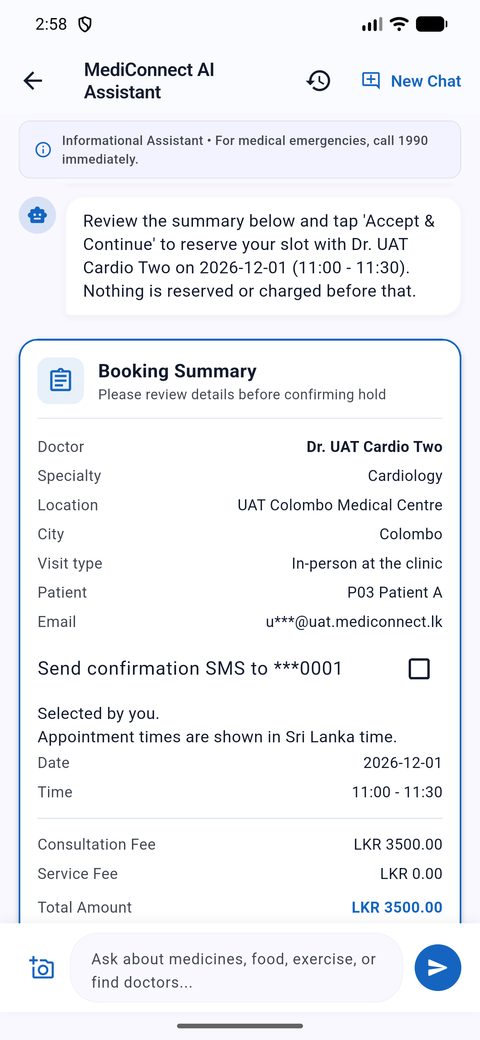 2:58
MediConnect AI
Assistant
New Chat
Informational Assistant • For medical emergencies, call 1990
immediately.
Review the summary below and tap 'Accept &
Continue' to reserve your slot with Dr. UAT
Cardio Two on 2026-12-01 (11:00 - 11:30).
Nothing is reserved or charged before that.
Booking Summary
Please review details before confirming hold
Doctor Dr. UAT Cardio Two
Specialty Cardiology
Location UAT Colombo Medical Centre
City Colombo
Visit type In-person at the clinic
Patient P03 Patient A
Email u***@uat.mediconnect.lk
Send confirmation SMS to ***0001
Selected by you.
Appointment times are shown in Sri Lanka time.
Date 2026-12-01
Time 11:00 - 11:30
Consultation Fee LKR 3500.00
Service Fee LKR 0.00
Total Amount LKR 3500.00
Ask about medicines, food, exercise, or
find doctors...